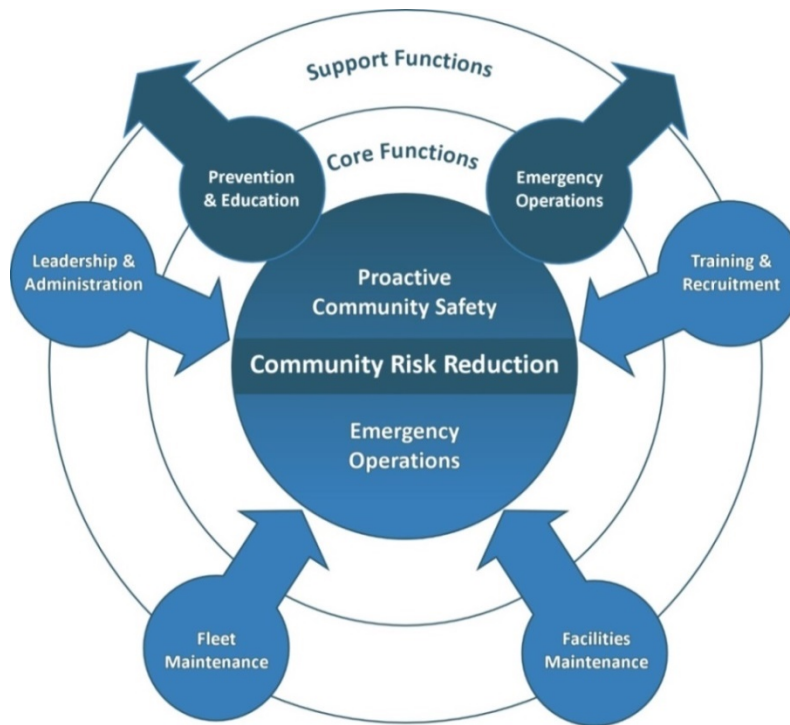 Support Functions
Core Functions
Prevention
& Education
Emergency
Operations
Leadership &
Administration
Training &
Recruitment
Proactive
Community Safety
Community Risk Reduction
Emergency
Operations
Fleet
Maintenance
Facilities
Maintenance